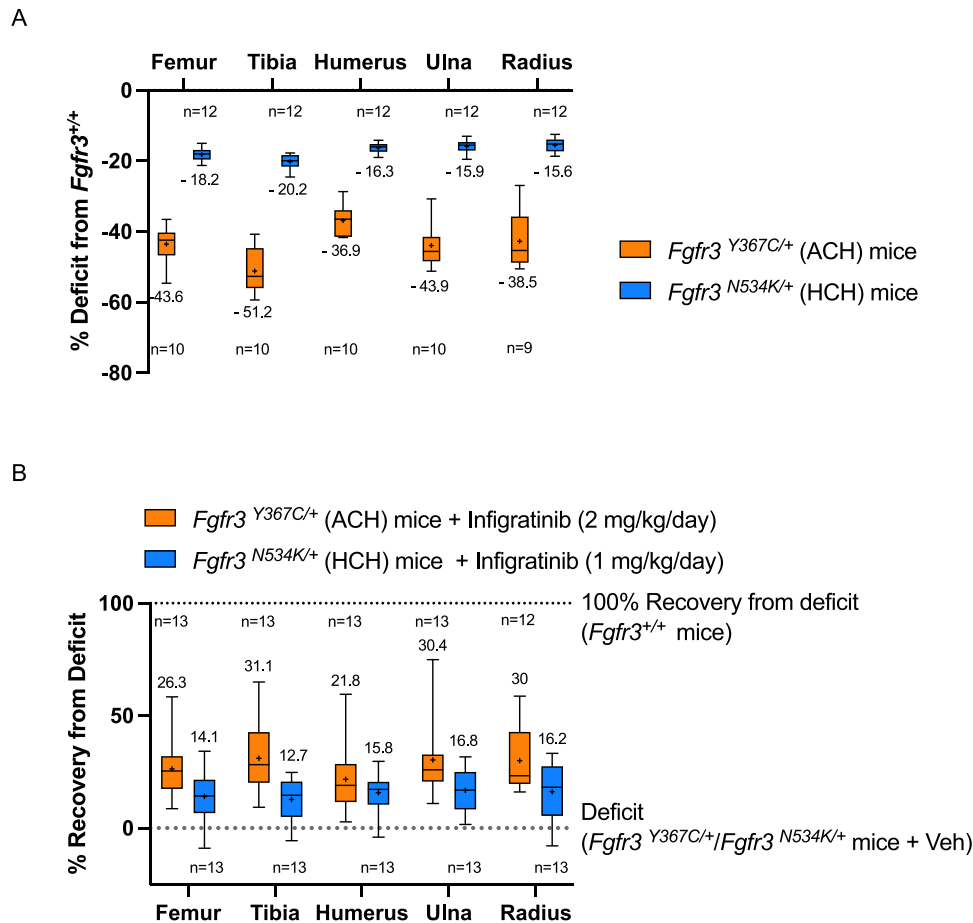 A
Femur Tibia Humerus Ulna Radius
0
n=12 n=12 n=12 n=12 n=12
-20
- 18.2 - 20.2 - 16.3 - 15.9 - 15.6
-40
-43.6 - 51.2 - 36.9 - 43.9 - 38.5
-60
n=10 n=10 n=10 n=10 n=9
-80
% Deficit from Fgfr3+/+
Fgfr3 Y367C/+ (ACH) mice
Fgfr3 N534K/+ (HCH) mice
B
Fgfr3 Y367C/+ (ACH) mice + Infigratinib (2 mg/kg/day)
Fgfr3 N534K/+ (HCH) mice + Infigratinib (1 mg/kg/day)
100
100% Recovery from deficit
(Fgfr3+/+ mice)
n=13 n=13 n=13 n=13 n=12
26.3 31.1 21.8 30.4 30
50
14.1 12.7 15.8 16.8 16.2
0
Deficit
(Fgfr3 Y367C/+/Fgfr3 N534K/+ mice + Veh)
n=13 n=13 n=13 n=13 n=13
% Recovery from Deficit
Femur Tibia Humerus Ulna Radius